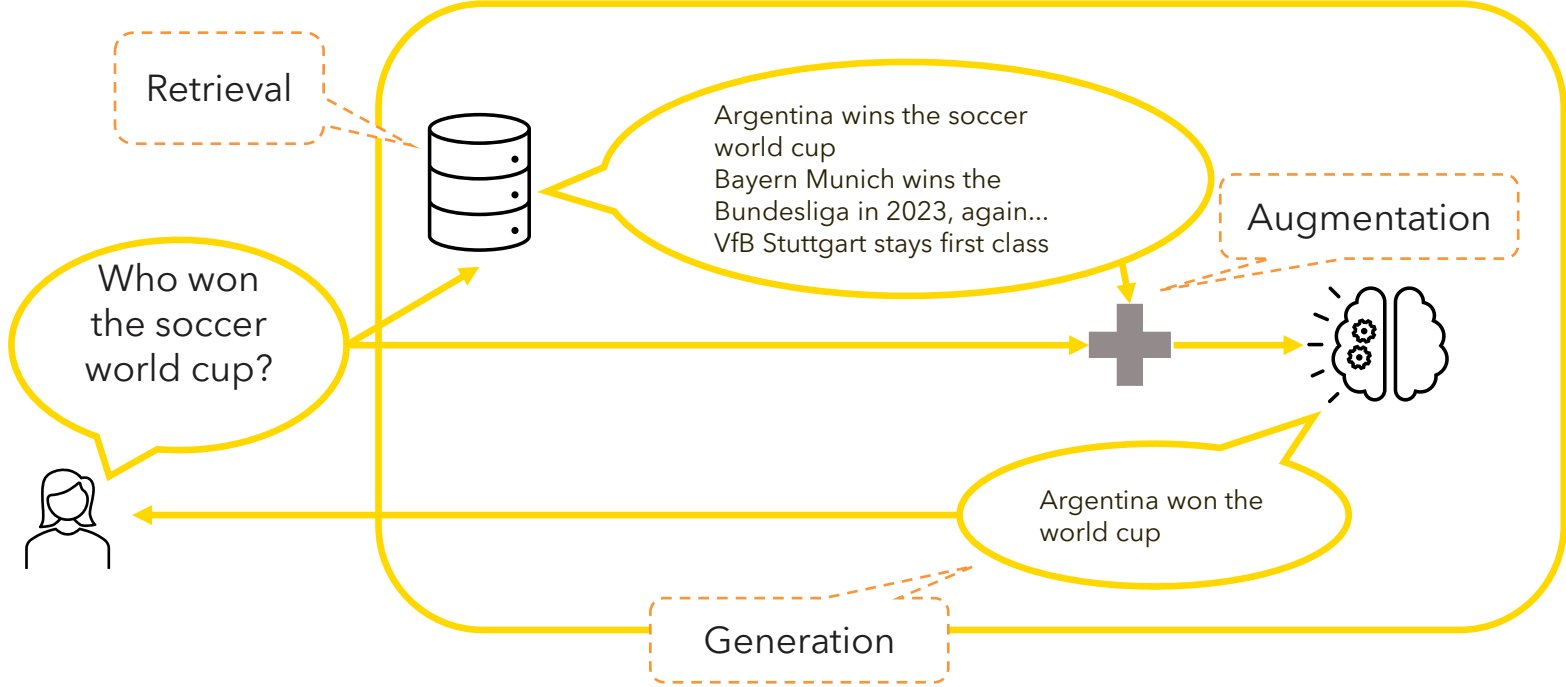 Retrieval
Argentina wins the soccer
world cup
Bayern Munich wins the
Bundesliga in 2023, again...
VfB Stuttgart stays first class
Augmentation
Who won
the soccer
world cup?
Argentina won the
world cup
Generation